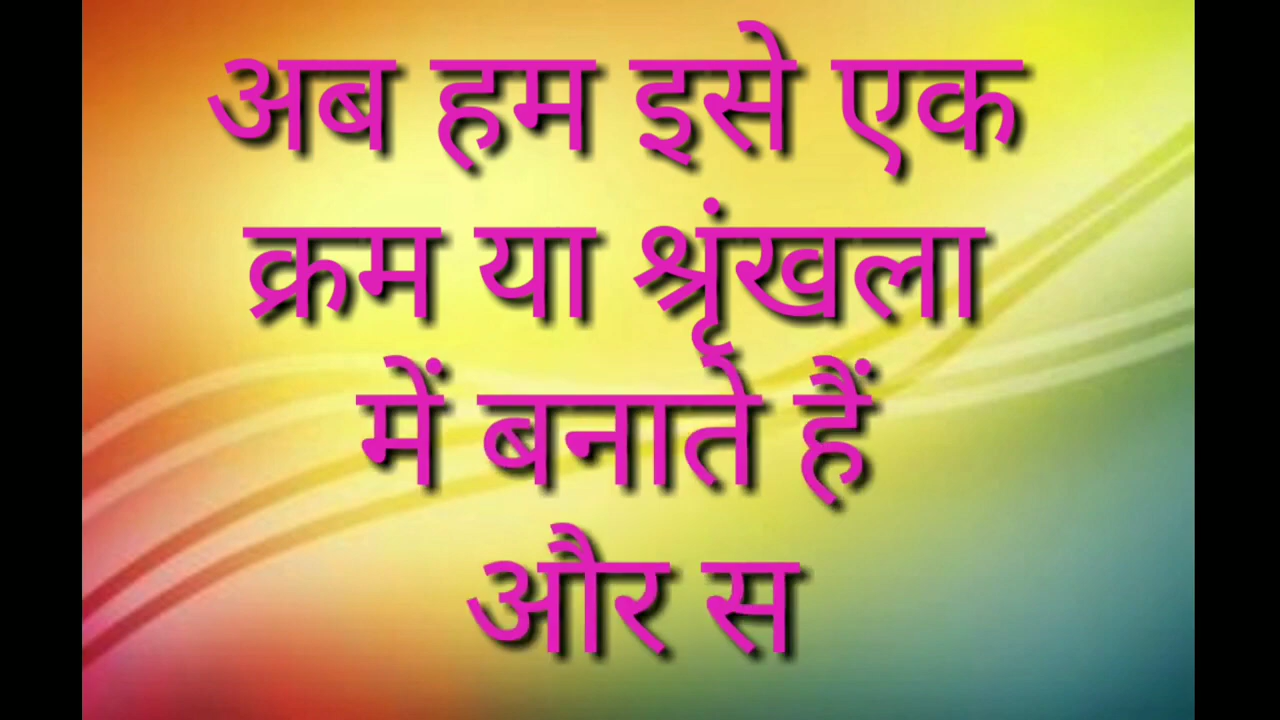 अब हम इसे एक
क्रम या श्रृंखला
में बनाते हैं
और स